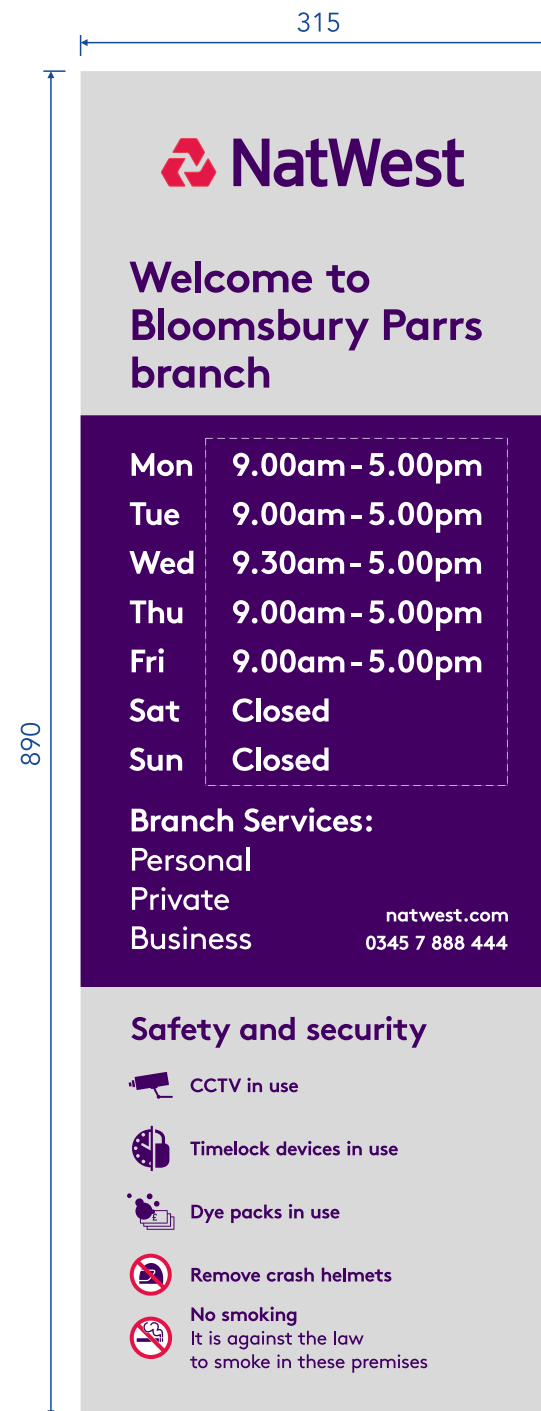 315
NatWest
Welcome to
Bloomsbury Parrs
branch
Mon 9.00am - 5.00pm
Tue 9.00am - 5.00pm
Wed 9.30am - 5.00pm
Thu 9.00am - 5.00pm
Fri 9.00am - 5.00pm
Sat Closed
Sun Closed
890
Branch Services:
Personal
Private
Business
natwest.com
0345 7 888 444
Safety and security
CCTV in use
Timelock devices in use
£
Dye packs in use
Remove crash helmets
No smoking
It is against the law
to smoke in these premises